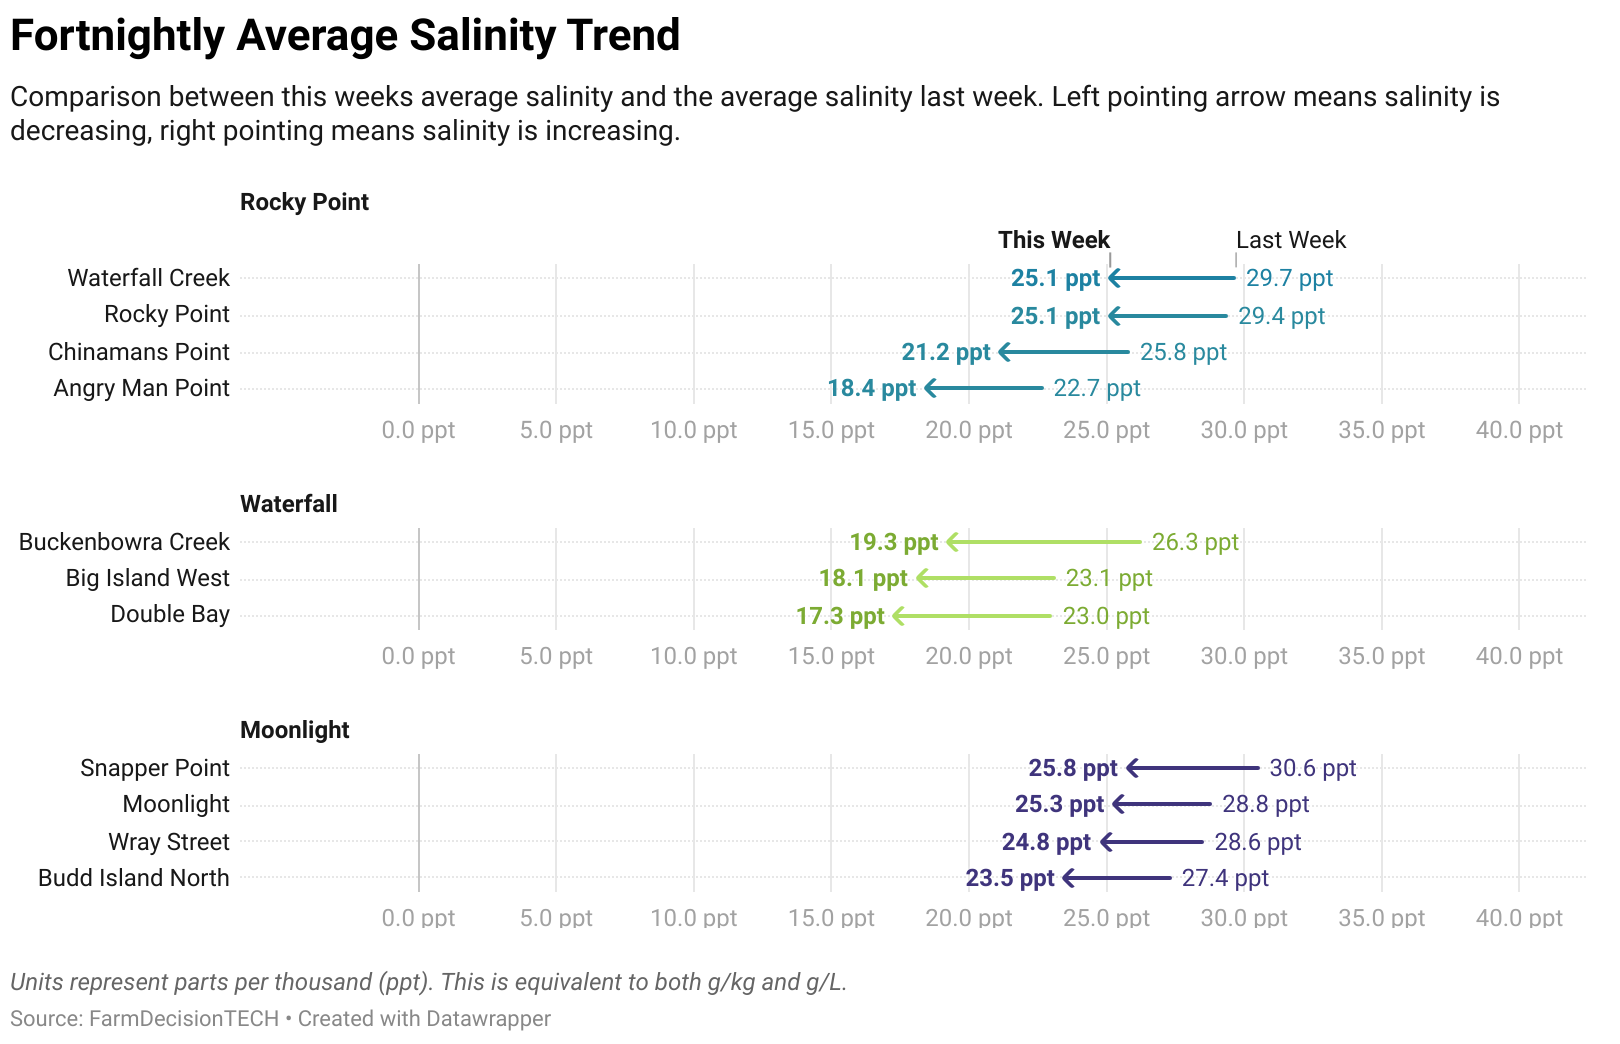 Fortnightly Average Salinity Trend
Comparison between this weeks average salinity and the average salinity last week. Left pointing arrow means salinity is
decreasing, right pointing means salinity is increasing.
Rocky Point
This Week Last Week
Waterfall Creek 25.1 ppt 29.7 ppt
Rocky Point 25.1 ppt 29.4 ppt
Chinamans Point 21.2 ppt 25.8 ppt
Angry Man Point 18.4 ppt 22.7 ppt
0.0 ppt 5.0 ppt 10.0 ppt 15.0 ppt 20.0 ppt 25.0 ppt 30.0 ppt 35.0 ppt 40.0 ppt
Waterfall
Buckenbowra Creek 19.3 ppt 26.3 ppt
Big Island West 18.1 ppt 23.1 ppt
Double Bay 17.3 ppt 23.0 ppt
0.0 ppt 5.0 ppt 10.0 ppt 15.0 ppt 20.0 ppt 25.0 ppt 30.0 ppt 35.0 ppt 40.0 ppt
Moonlight
Snapper Point 25.8 ppt 30.6 ppt
Moonlight 25.3 ppt 28.8 ppt
Wray Street 24.8 ppt 28.6 ppt
Budd Island North 23.5 ppt 27.4 ppt
0.0 ppt 5.0 ppt 10.0 ppt 15.0 ppt 20.0 ppt 25.0 ppt 30.0 ppt 35.0 ppt 40.0 ppt
Units represent parts per thousand (ppt). This is equivalent to both g/kg and g/L.
Source: FarmDecisionTECH • Created with Datawrapper